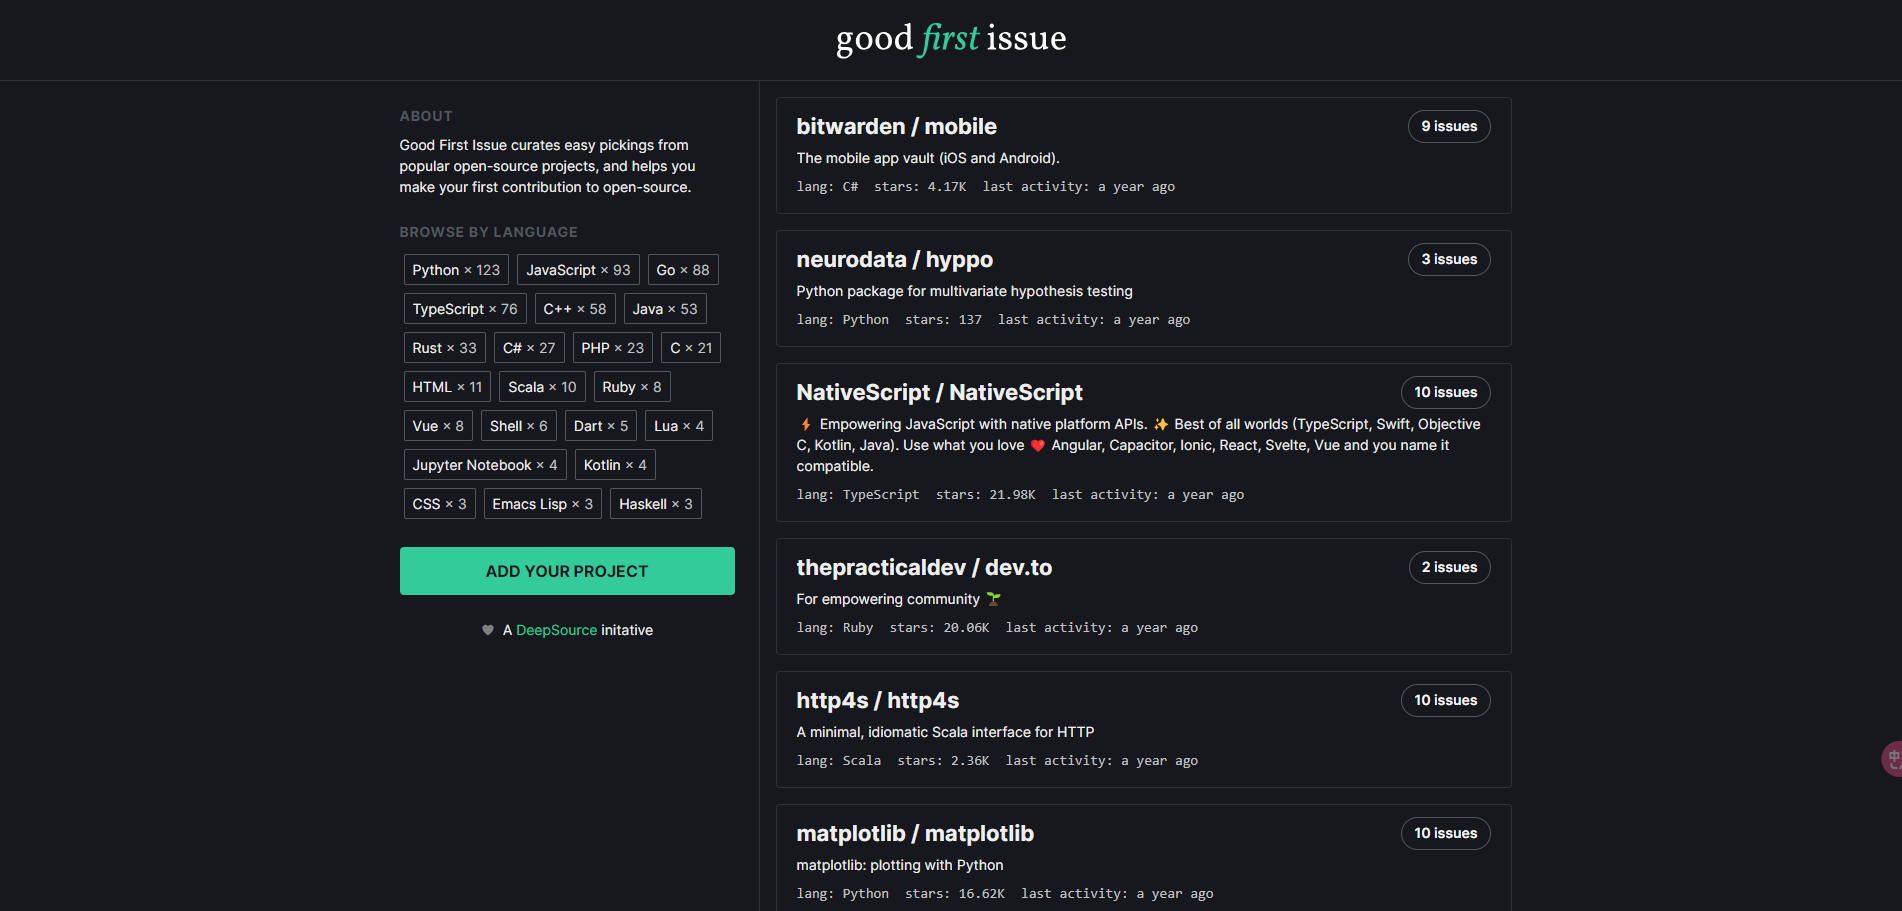 good first issue
ABOUT
Good First Issue curates easy pickings from
popular open-source projects, and helps you
make your first contribution to open-source.
BROWSE BY LANGUAGE
Python × 123 JavaScript × 93 Go × 88
TypeScript × 76 C++ × 58 Java × 53
Rust × 33 C# × 27 PHP × 23 C × 21
HTML × 11 Scala × 10 Ruby × 8
Vue × 8 Shell × 6 Dart × 5 Lua × 4
Jupyter Notebook × 4 Kotlin × 4
CSS × 3 Emacs Lisp × 3 Haskell × 3
ADD YOUR PROJECT
A DeepSource initative
bitwarden / mobile 9 issues
The mobile app vault (iOS and Android).
lang: C# stars: 4.17K last activity: a year ago
neurodata / hyppo 3 issues
Python package for multivariate hypothesis testing
lang: Python stars: 137 last activity: a year ago
NativeScript / NativeScript 10 issues
⚡ Empowering JavaScript with native platform APIs. ✨ Best of all worlds (TypeScript, Swift, Objective
C, Kotlin, Java). Use what you love ❤️ Angular, Capacitor, Ionic, React, Svelte, Vue and you name it
compatible.
lang: TypeScript stars: 21.98K last activity: a year ago
thepracticaldev / dev.to 2 issues
For empowering community 🌱
lang: Ruby stars: 20.06K last activity: a year ago
http4s / http4s 10 issues
A minimal, idiomatic Scala interface for HTTP
lang: Scala stars: 2.36K last activity: a year ago
matplotlib / matplotlib 10 issues
matplotlib: plotting with Python
lang: Python stars: 16.62K last activity: a year ago
中